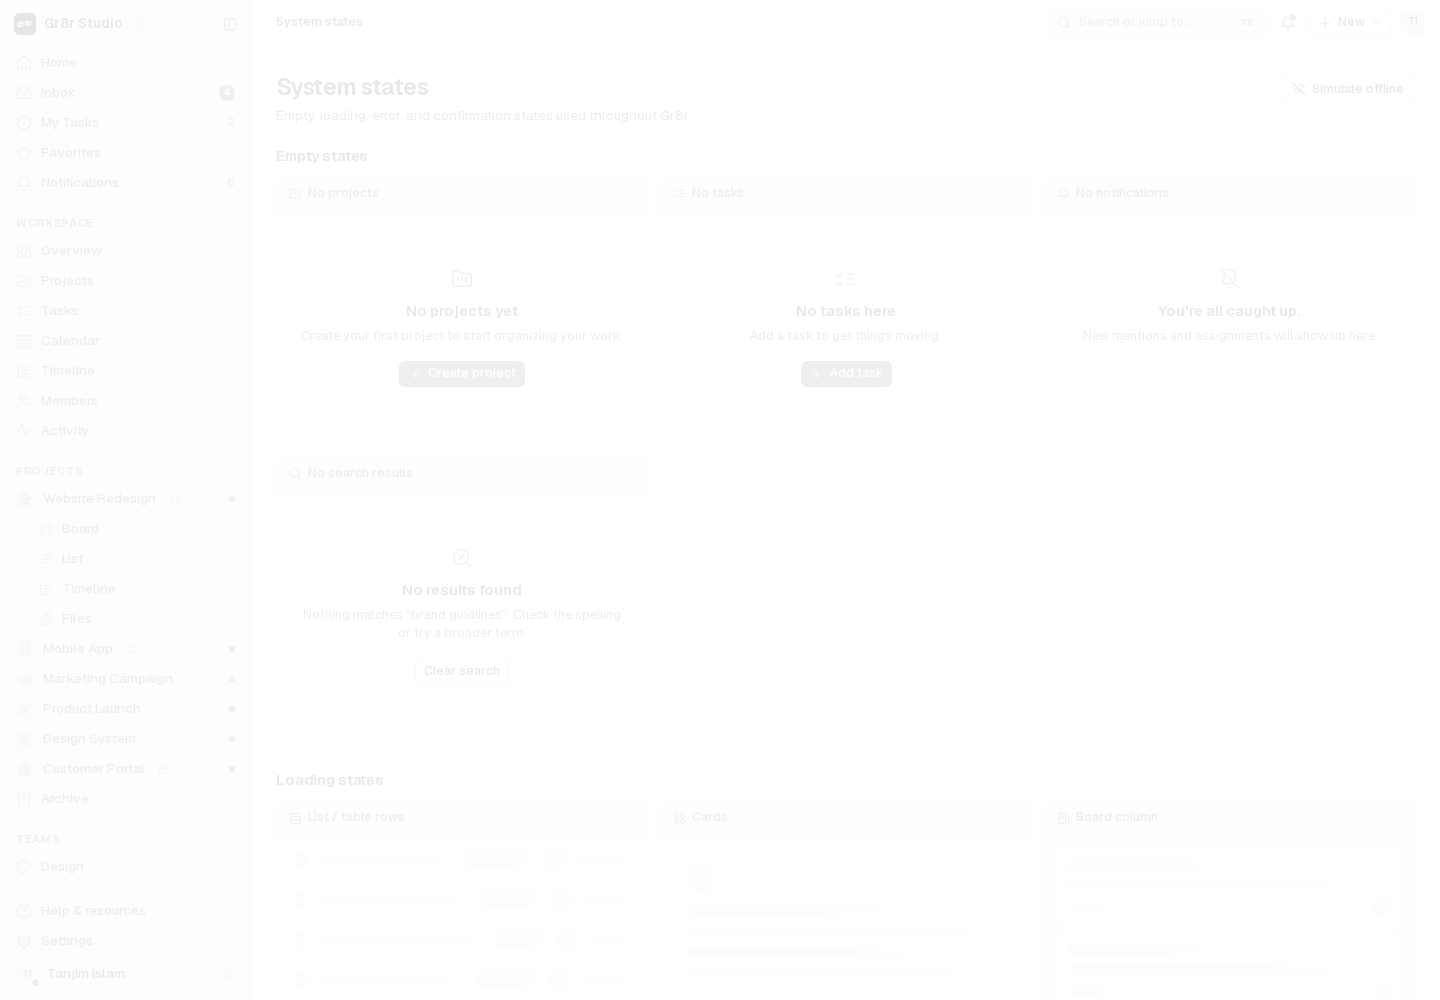 Gr8r Studio
Home
Inbox 4
My Tasks 2
Favorites
Notifications 6
WORKSPACE
Overview
Projects
Tasks
Calendar
Timeline
Members
Activity
PROJECTS
Website Redesign
Board
List
Timeline
Files
Mobile App
Marketing Campaign
Product Launch
Design System
Customer Portal
Archive
TEAMS
Design
Help & resources
Settings
TI Tanjim Islam
System states
Search or jump to... ⌘K
New
TI
System states
Simulate offline
Empty, loading, error, and confirmation states used throughout Gr8r.
Empty states
No projects
No projects yet
Create your first project to start organizing your work.
Create project
No tasks
No tasks here
Add a task to get things moving.
Add task
No notifications
You're all caught up.
New mentions and assignments will show up here.
No search results
No results found
Nothing matches "brand guidlines". Check the spelling
or try a broader term.
Clear search
Loading states
List / table rows
Cards
Board column